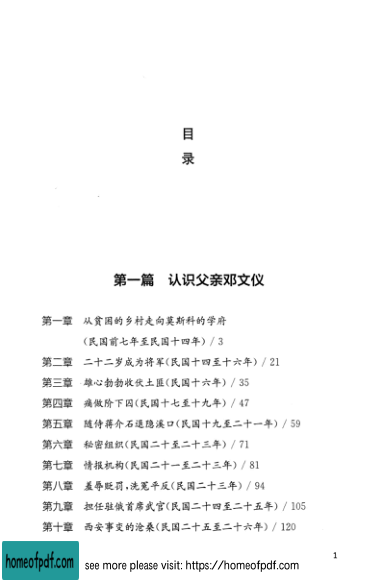 目
录
第一篇 认识父亲邓文仪
第一章 从贫困的乡村走向莫斯科的学府
(民国前七年至民国十四年) / 3
第二章 二十二岁成为将军(民国十四至十六年) / 21
第三章 雄心勃勃收伏土匪(民国十六年) / 35
第四章 痛做阶下囚(民国十七至十九年) / 47
第五章 随侍蒋介石退隐溪口(民国十九至二十一年) / 59
第六章 秘密组织(民国二十至二十三年) / 71
第七章 情报机构(民国二十一至二十三年) / 81
第八章 羞辱贬罚,洗冤平反(民国二十三年) / 94
第九章 担任驻俄首席武官(民国二十四至二十五年) / 105
第十章 西安事变的沧桑(民国二十五至二十六年) / 120
1
homeofpdf.com
see more please visit: https://homeofpdf.com